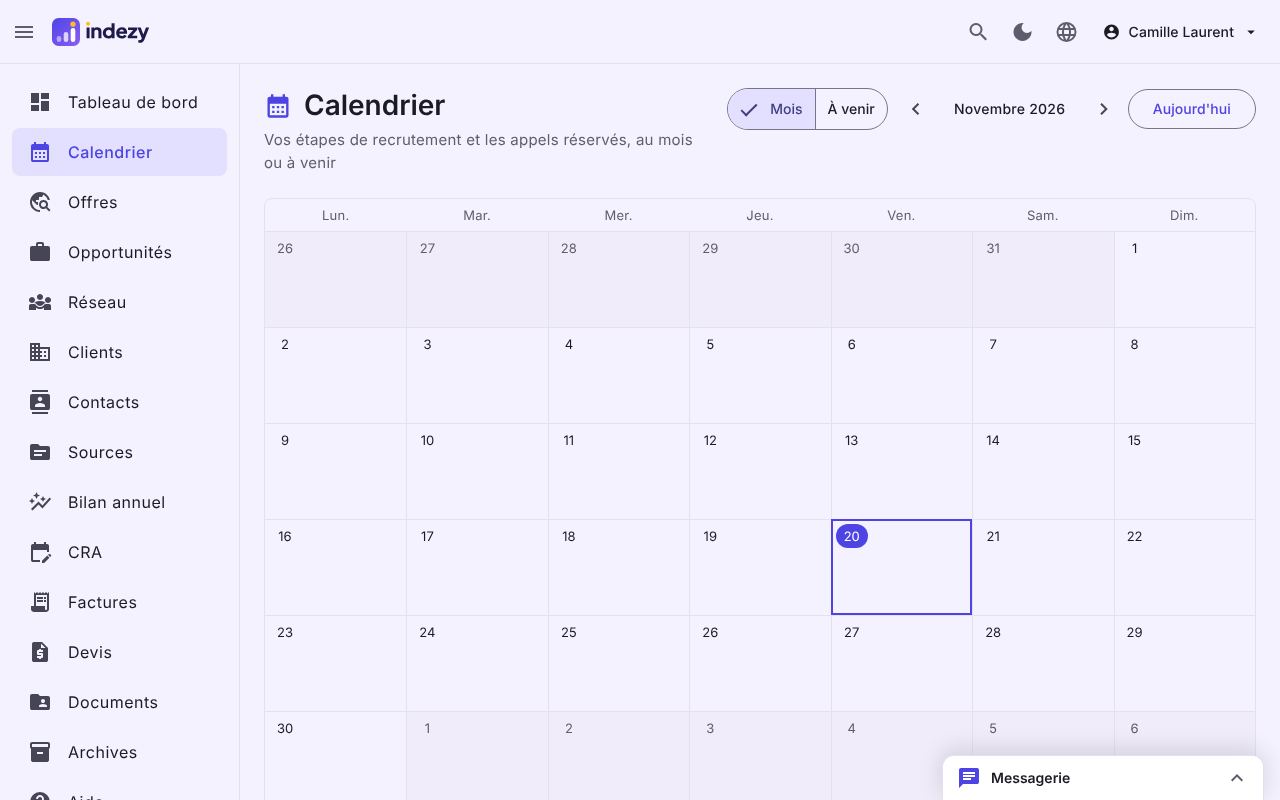 indezy
Camille Laurent
Tableau de bord
Calendrier
Offres
Opportunités
Réseau
Clients
Contacts
Sources
Bilan annuel
CRA
Factures
Devis
Documents
Archives
Aide
Calendrier
Vos étapes de recrutement et les appels réservés, au mois
ou à venir
Mois
À venir
Novembre 2026
Aujourd'hui
Lun. Mar. Mer. Jeu. Ven. Sam. Dim.
26 27 28 29 30 31 1
2 3 4 5 6 7 8
9 10 11 12 13 14 15
16 17 18 19 20 21 22
23 24 25 26 27 28 29
30 1 2 3 4 5 6
Messagerie